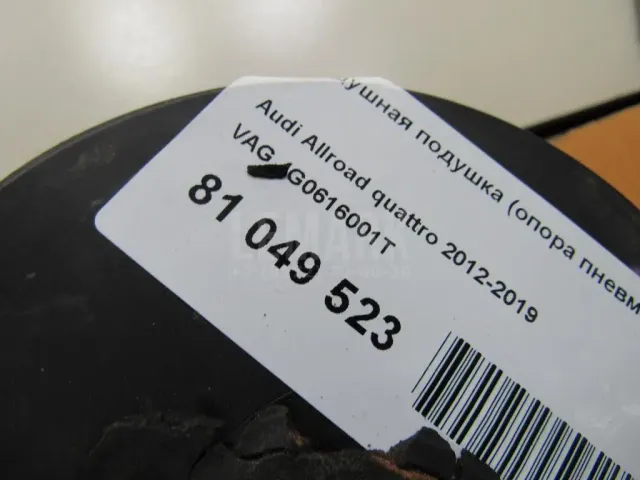 ушная подушка (опора пневм
Audi Allroad quattro 2012-2019
VAG G0616001T
81 049 523